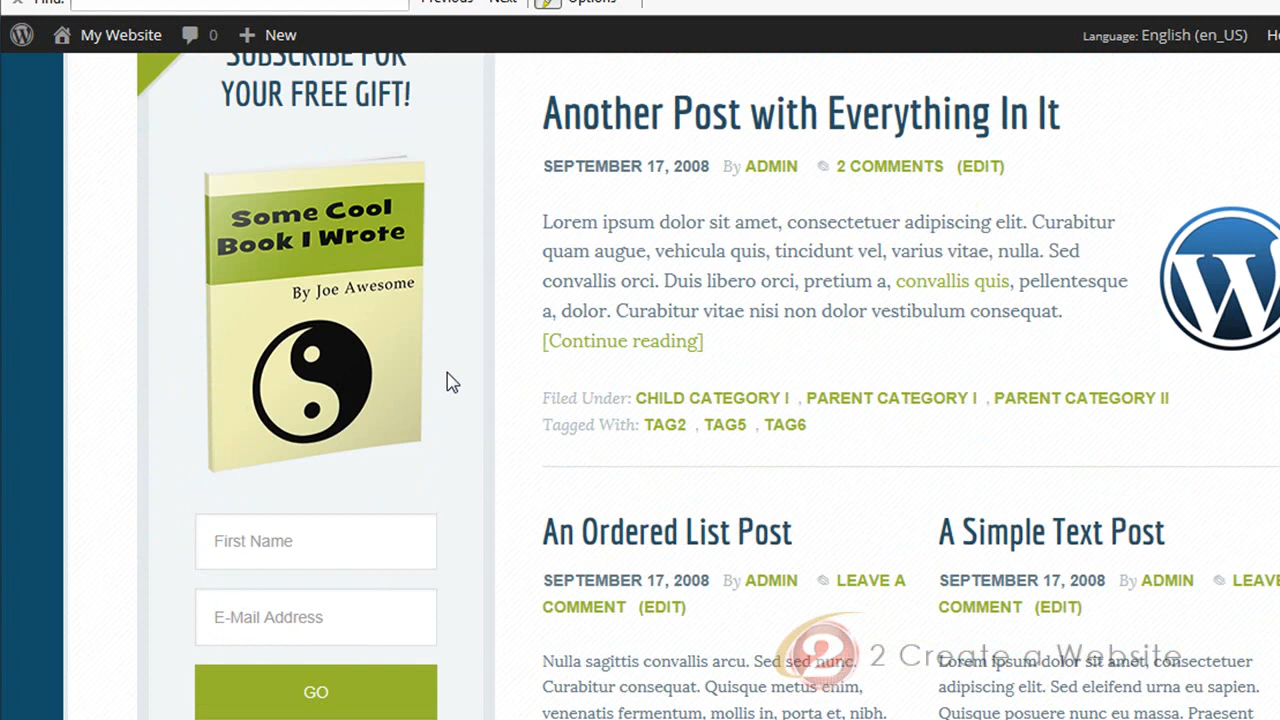 Find:
Previous Next Options
My Website 0 New
Language: English (en_US)
SUBSCRIBE FOR
YOUR FREE GIFT!
Some Cool
Book I Wrote
By Joe Awesome
First Name
E-Mail Address
GO
Another Post with Everything In It
SEPTEMBER 17, 2008 By ADMIN 2 COMMENTS (EDIT)
Lorem ipsum dolor sit amet, consectetuer adipiscing elit. Curabitur
quam augue, vehicula quis, tincidunt vel, varius vitae, nulla. Sed
convallis orci. Duis libero orci, pretium a, convallis quis, pellentesque
a, dolor. Curabitur vitae nisi non dolor vestibulum consequat.
[Continue reading]
Filed Under: CHILD CATEGORY I , PARENT CATEGORY I , PARENT CATEGORY II
Tagged With: TAG2 , TAG5 , TAG6
An Ordered List Post
SEPTEMBER 17, 2008 By ADMIN LEAVE A
COMMENT (EDIT)
Nulla sagittis convallis arcu. Sed sed nunc.
Curabitur consequat. Quisque metus enim,
venenatis fermentum, mollis in, porta et, nibh.
A Simple Text Post
SEPTEMBER 17, 2008 By ADMIN LEAVE
COMMENT (EDIT)
Lorem ipsum dolor sit amet, consectetuer
adipiscing elit. Sed eleifend urna eu sapien.
Quisque posuere nunc eu massa. Praesent
2 Create a Website